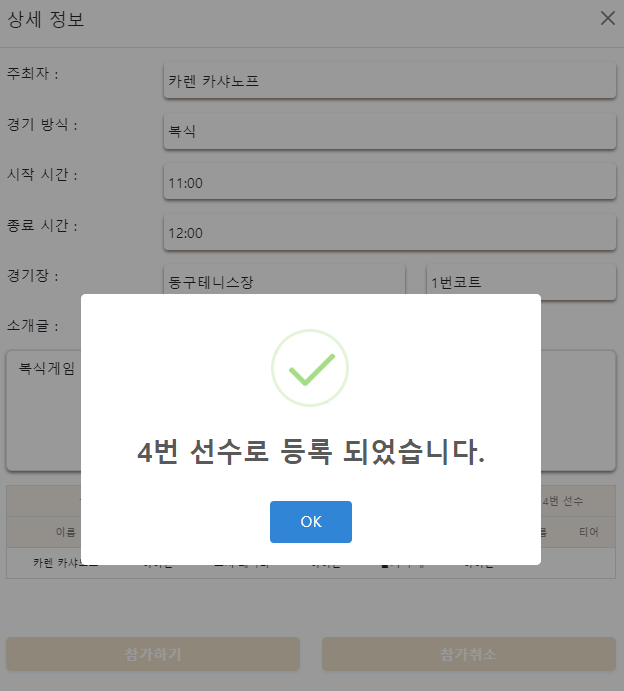 상세 정보
주최자 : 카렌 카샤노프
경기 방식 : 복식
시작 시간 : 11:00
종료 시간 : 12:00
경기장 : 동구테니스장 1번코트
소개글 :
복식게임
4번 선수로 등록 되었습니다.
4번 선수
OK
이름 티어
카렌 카샤노프
참가하기 참가취소